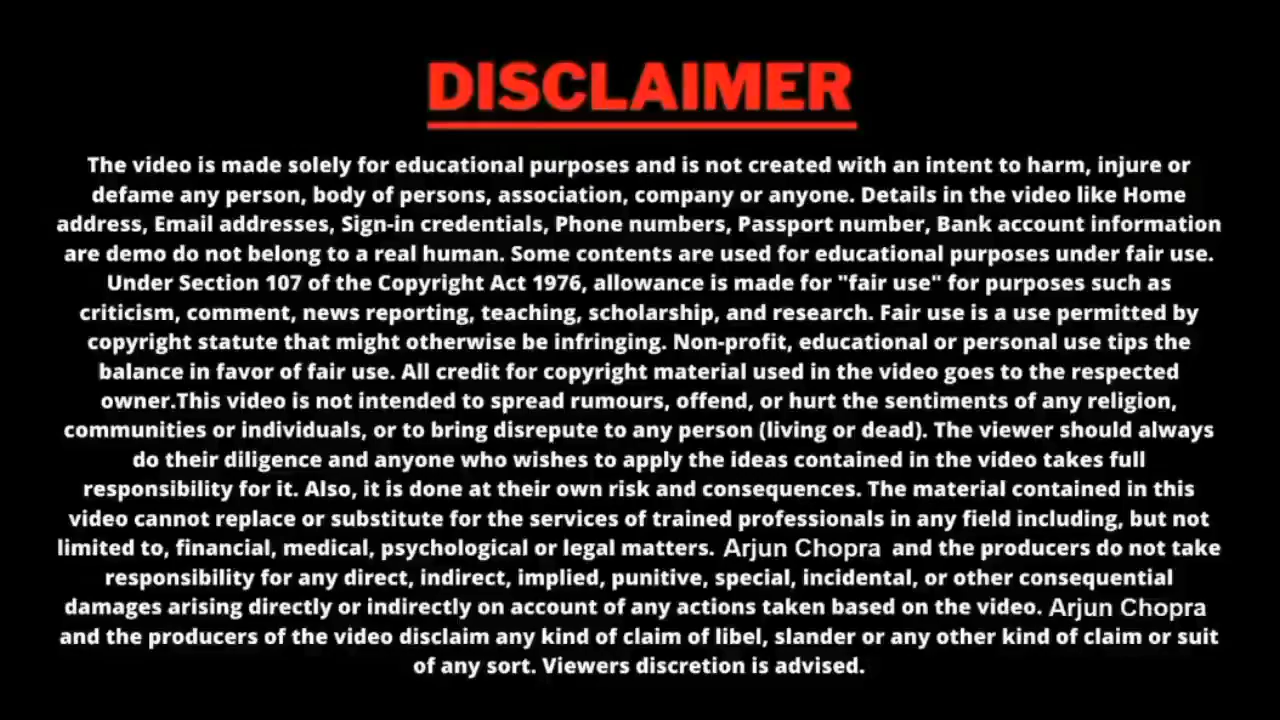 DISCLAIMER
The video is made solely for educational purposes and is not created with an intent to harm, injure or
defame any person, body of persons, association, company or anyone. Details in the video like Home
address, Email addresses, Sign-in credentials, Phone numbers, Passport number, Bank account information
are demo do not belong to a real human. Some contents are used for educational purposes under fair use.
Under Section 107 of the Copyright Act 1976, allowance is made for "fair use" for purposes such as
criticism, comment, news reporting, teaching, scholarship, and research. Fair use is a use permitted by
copyright statute that might otherwise be infringing. Non-profit, educational or personal use tips the
balance in favor of fair use. All credit for copyright material used in the video goes to the respected
owner.This video is not intended to spread rumours, offend, or hurt the sentiments of any religion,
communities or individuals, or to bring disrepute to any person (living or dead). The viewer should always
do their diligence and anyone who wishes to apply the ideas contained in the video takes full
responsibility for it. Also, it is done at their own risk and consequences. The material contained in this
video cannot replace or substitute for the services of trained professionals in any field including, but not
limited to, financial, medical, psychological or legal matters. Arjun Chopra and the producers do not take
responsibility for any direct, indirect, implied, punitive, special, incidental, or other consequential
damages arising directly or indirectly on account of any actions taken based on the video. Arjun Chopra
and the producers of the video disclaim any kind of claim of libel, slander or any other kind of claim or suit
of any sort. Viewers discretion is advised.